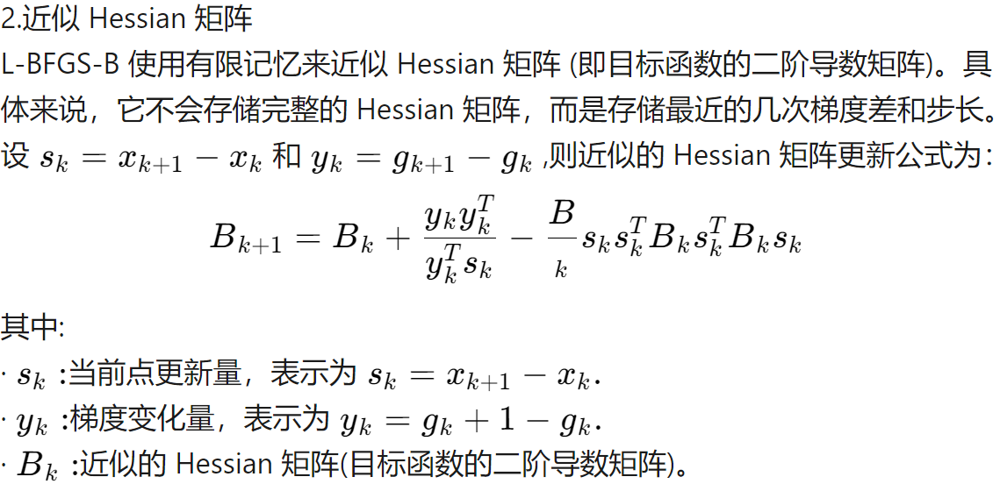 2.近似 Hessian 矩阵
L-BFGS-B 使用有限记忆来近似 Hessian 矩阵 (即目标函数的二阶导数矩阵)。具
体来说，它不会存储完整的 Hessian 矩阵，而是存储最近的几次梯度差和步长。
设 $s_k = x_{k+1} - x_k$ 和 $y_k = g_{k+1} - g_k$ ,则近似的 Hessian 矩阵更新公式为：
$B_{k+1} = B_k + \frac{y_k y_k^T}{y_k^T s_k} - \frac{B}{_k} s_k s_k^T B_k s_k^T B_k s_k$
其中:
· $s_k$ :当前点更新量，表示为 $s_k = x_{k+1} - x_k$.
· $y_k$ :梯度变化量，表示为 $y_k = g_k + 1 - g_k$.
· $B_k$ :近似的 Hessian 矩阵(目标函数的二阶导数矩阵)。